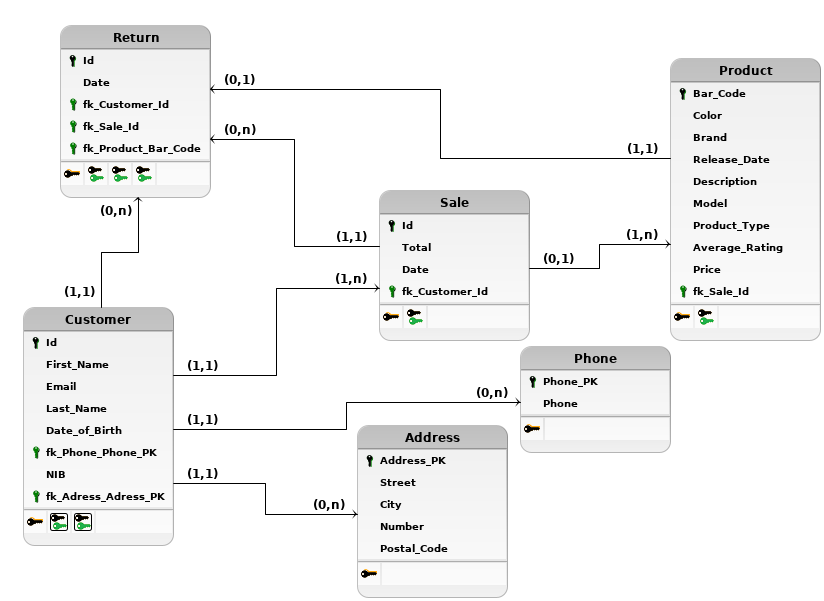 Return
Id
Date
fk_Customer_Id
fk_Sale_Id
fk_Product_Bar_Code
(0,1)
(0,n)
(0,n)
Product
Bar_Code
Color
Brand
Release_Date
Description
Model
Product_Type
Average_Rating
Price
fk_Sale_Id
(1,1)
(1,n)
Sale
Id
Total
Date
fk_Customer_Id
(1,1)
(0,1)
(1,n)
Customer
Id
First_Name
Email
Last_Name
Date_of_Birth
fk_Phone_Phone_PK
NIB
fk_Adress_Adress_PK
(1,1)
(1,1)
(1,1)
(1,1)
Phone
Phone_PK
Phone
(0,n)
Address
Address_PK
Street
City
Number
Postal_Code
(0,n)